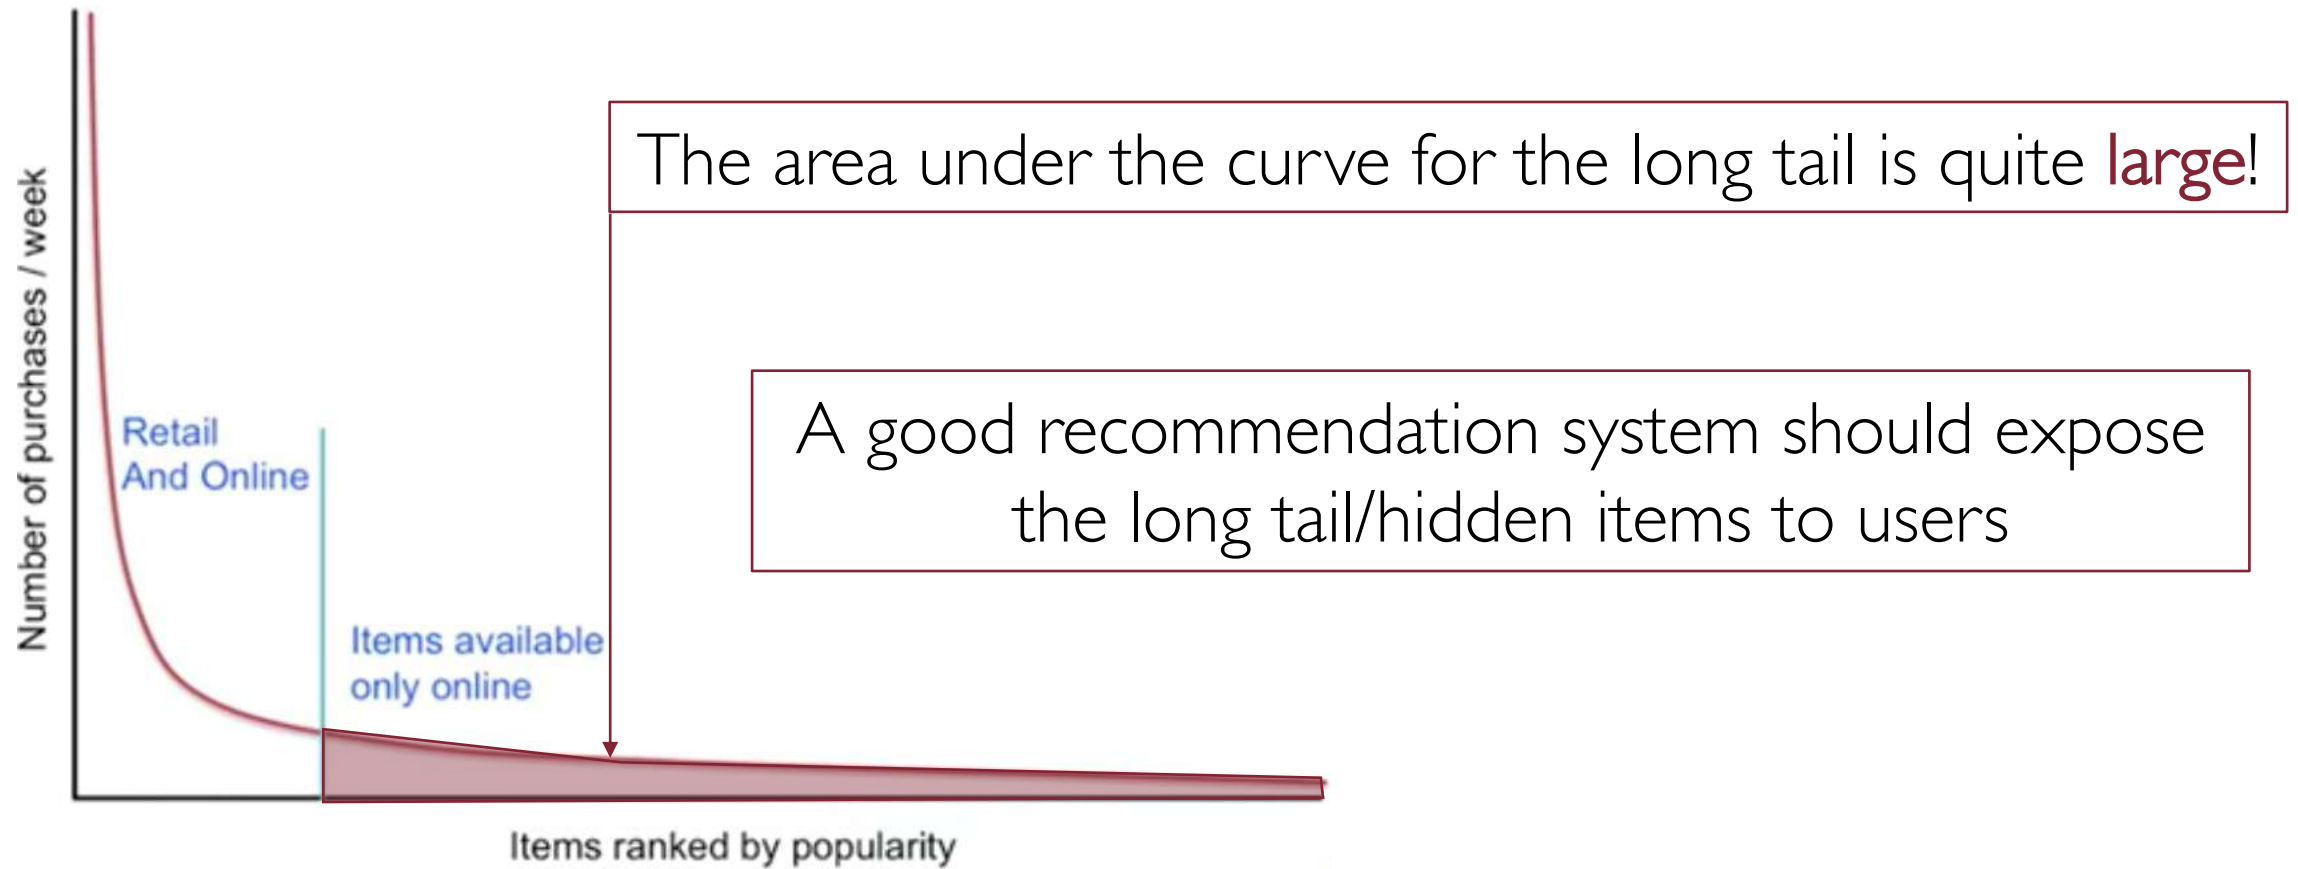 The area under the curve for the long tail is quite large!
A good recommendation system should expose
the long tail/hidden items to users
Number of purchases / week
Retail
And Online
Items available
only online
Items ranked by popularity